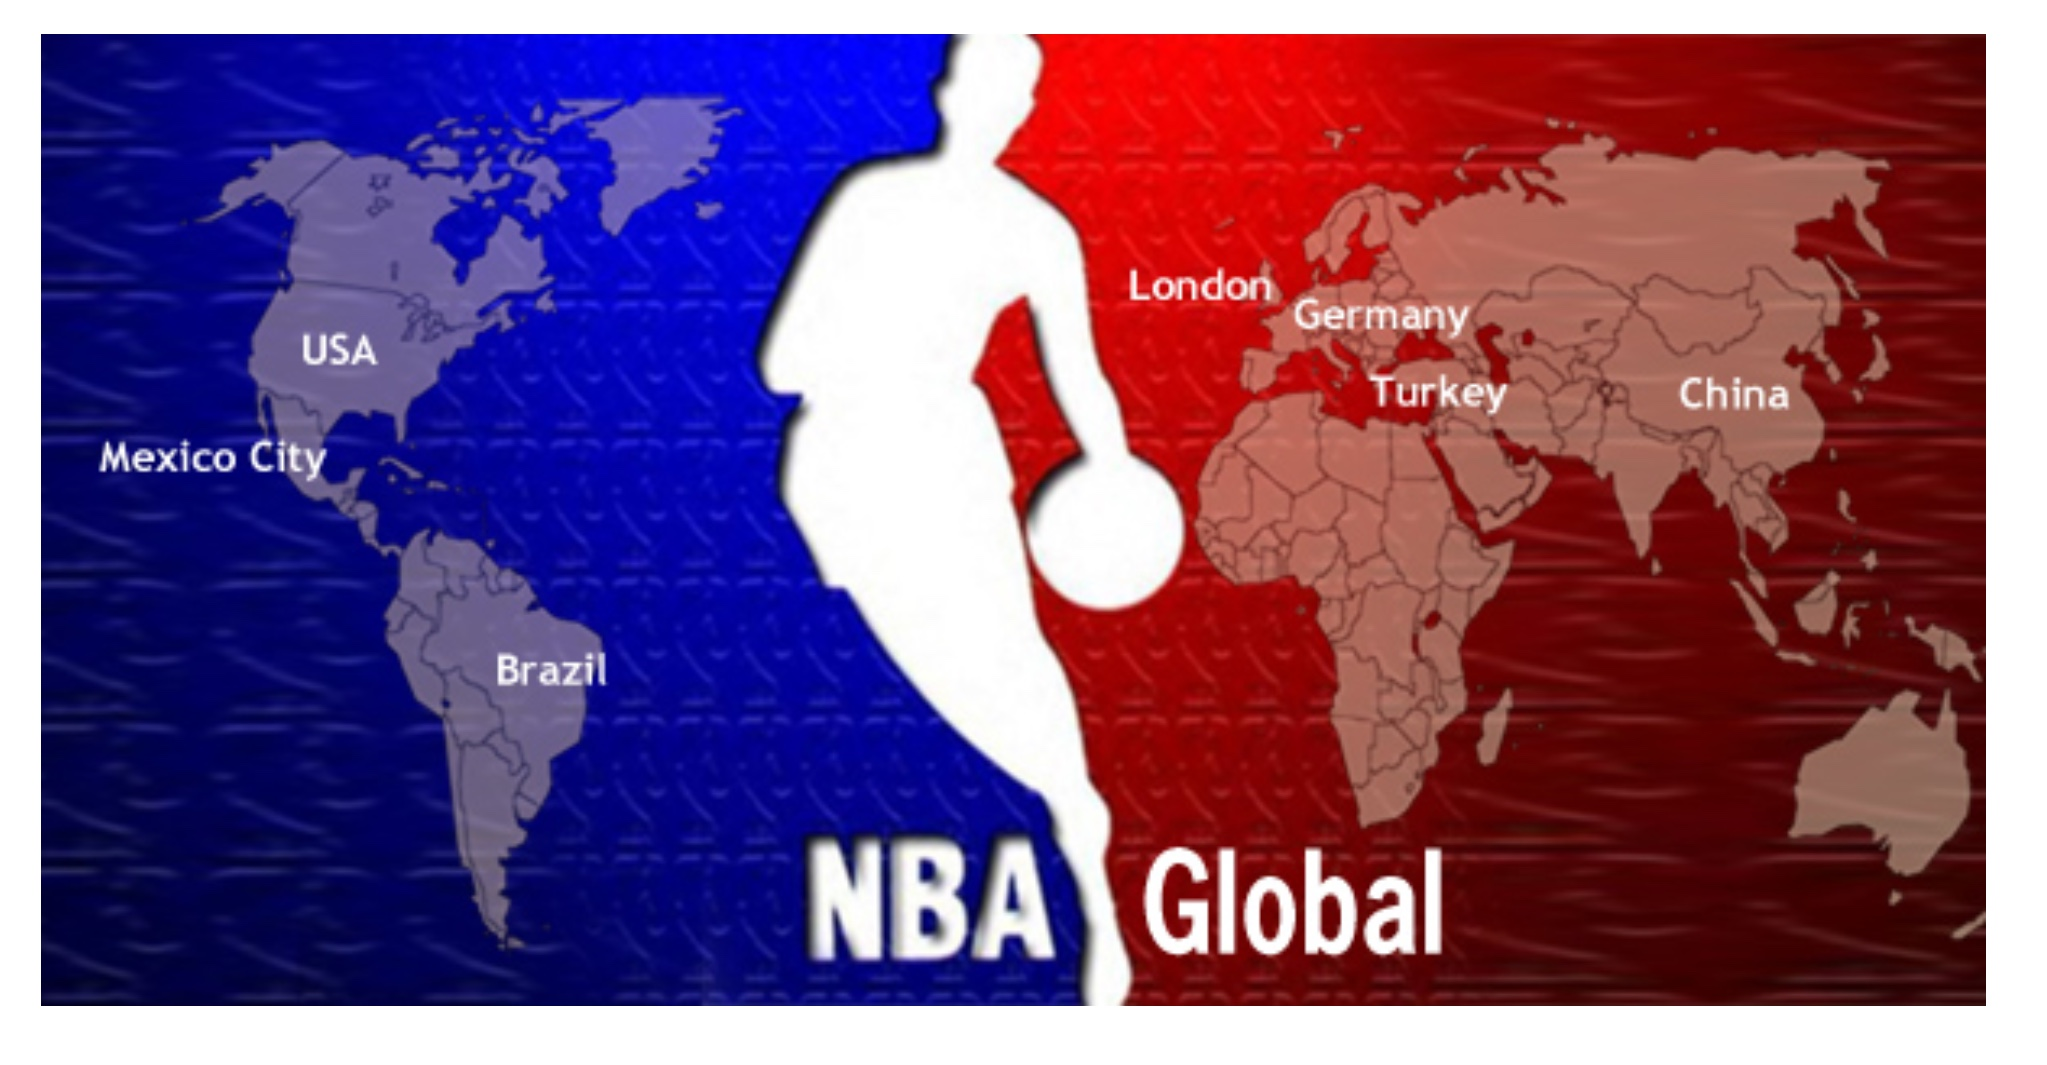 London
Germany
USA
Turkey
China
Mexico City
Brazil
NBA Global